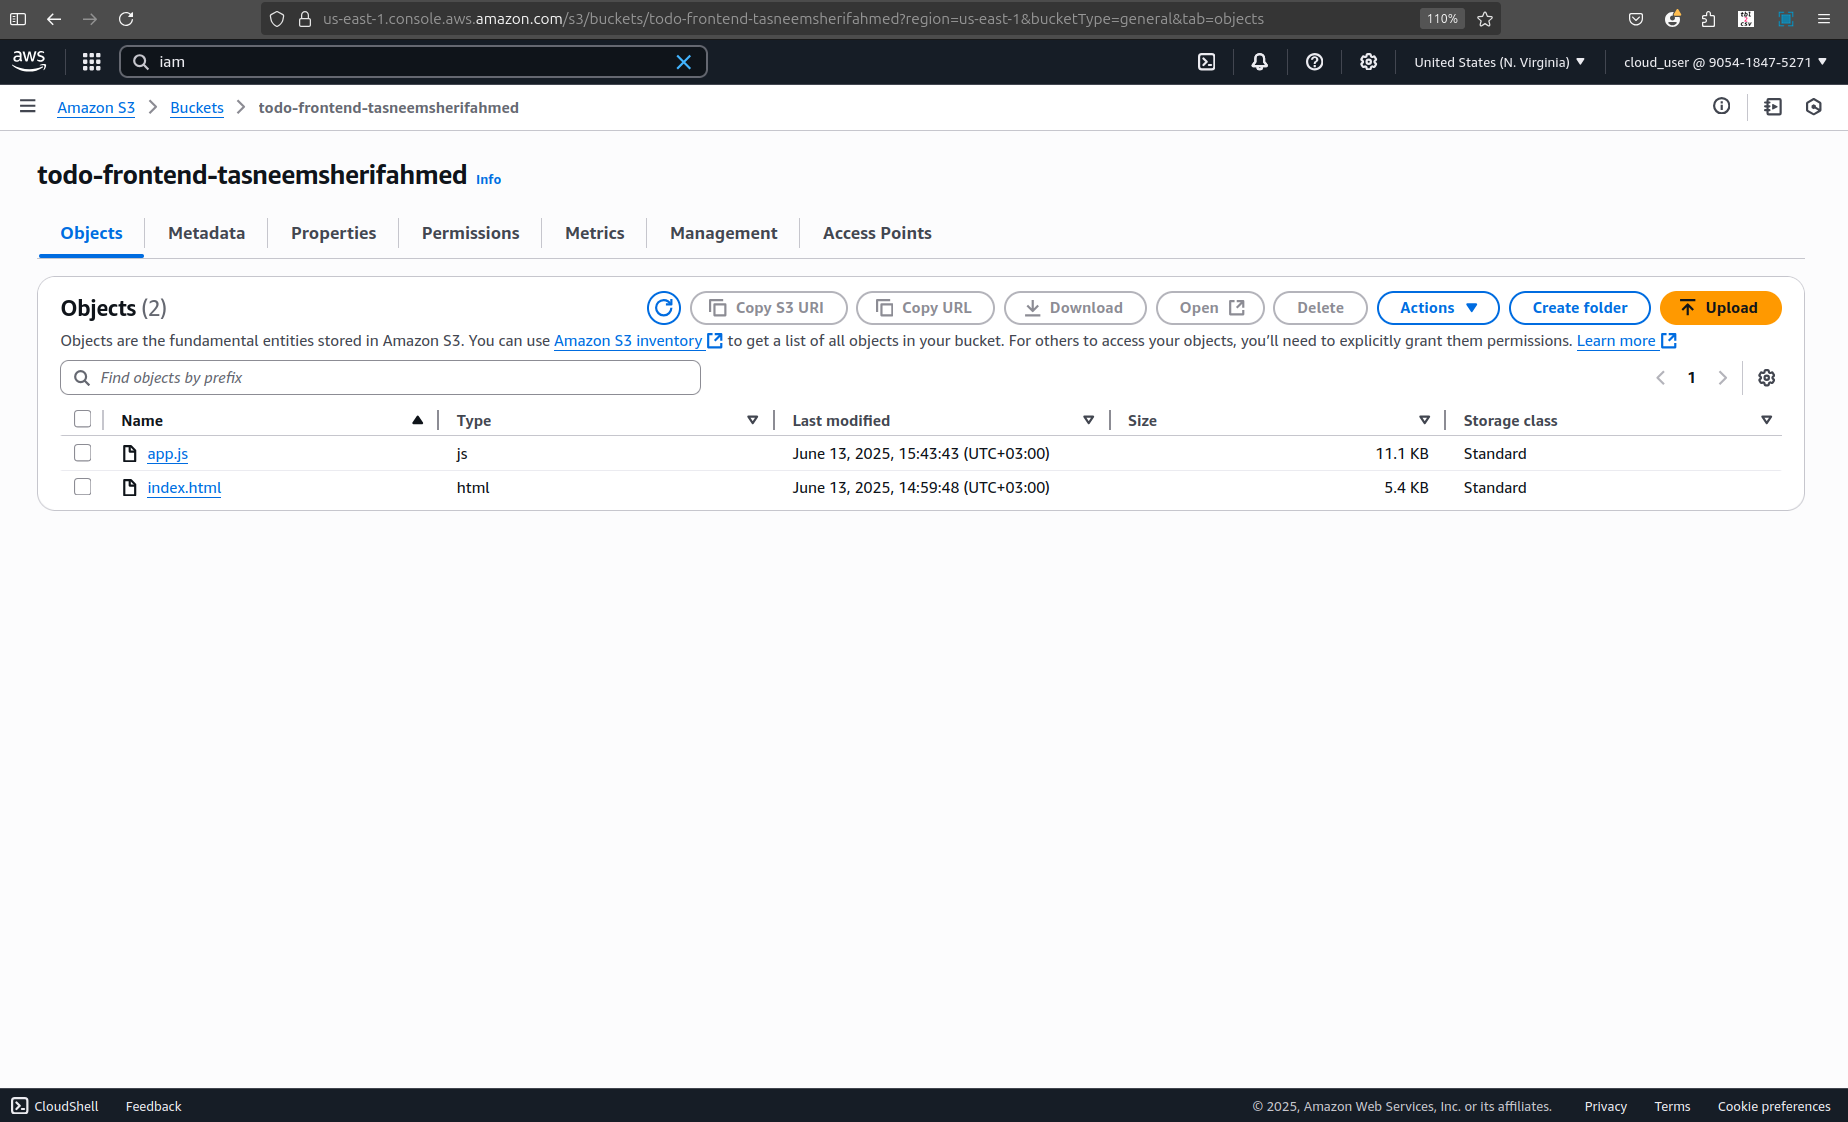 us-east-1.console.aws.amazon.com/s3/buckets/todo-frontend-tasneemsherifahmed?region=us-east-1&bucketType=general&tab=objects 110%
aws iam United States (N. Virginia) cloud_user @ 9054-1847-5271
Amazon S3 Buckets todo-frontend-tasneemsherifahmed
todo-frontend-tasneemsherifahmed Info
Objects Metadata Properties Permissions Metrics Management Access Points
Objects (2) Copy S3 URI Copy URL Download Open Delete Actions Create folder Upload
Objects are the fundamental entities stored in Amazon S3. You can use Amazon S3 inventory to get a list of all objects in your bucket. For others to access your objects, you’ll need to explicitly grant them permissions. Learn more
Find objects by prefix 1
Name Type Last modified Size Storage class
app.js js June 13, 2025, 15:43:43 (UTC+03:00) 11.1 KB Standard
index.html html June 13, 2025, 14:59:48 (UTC+03:00) 5.4 KB Standard
CloudShell Feedback © 2025, Amazon Web Services, Inc. or its affiliates. Privacy Terms Cookie preferences